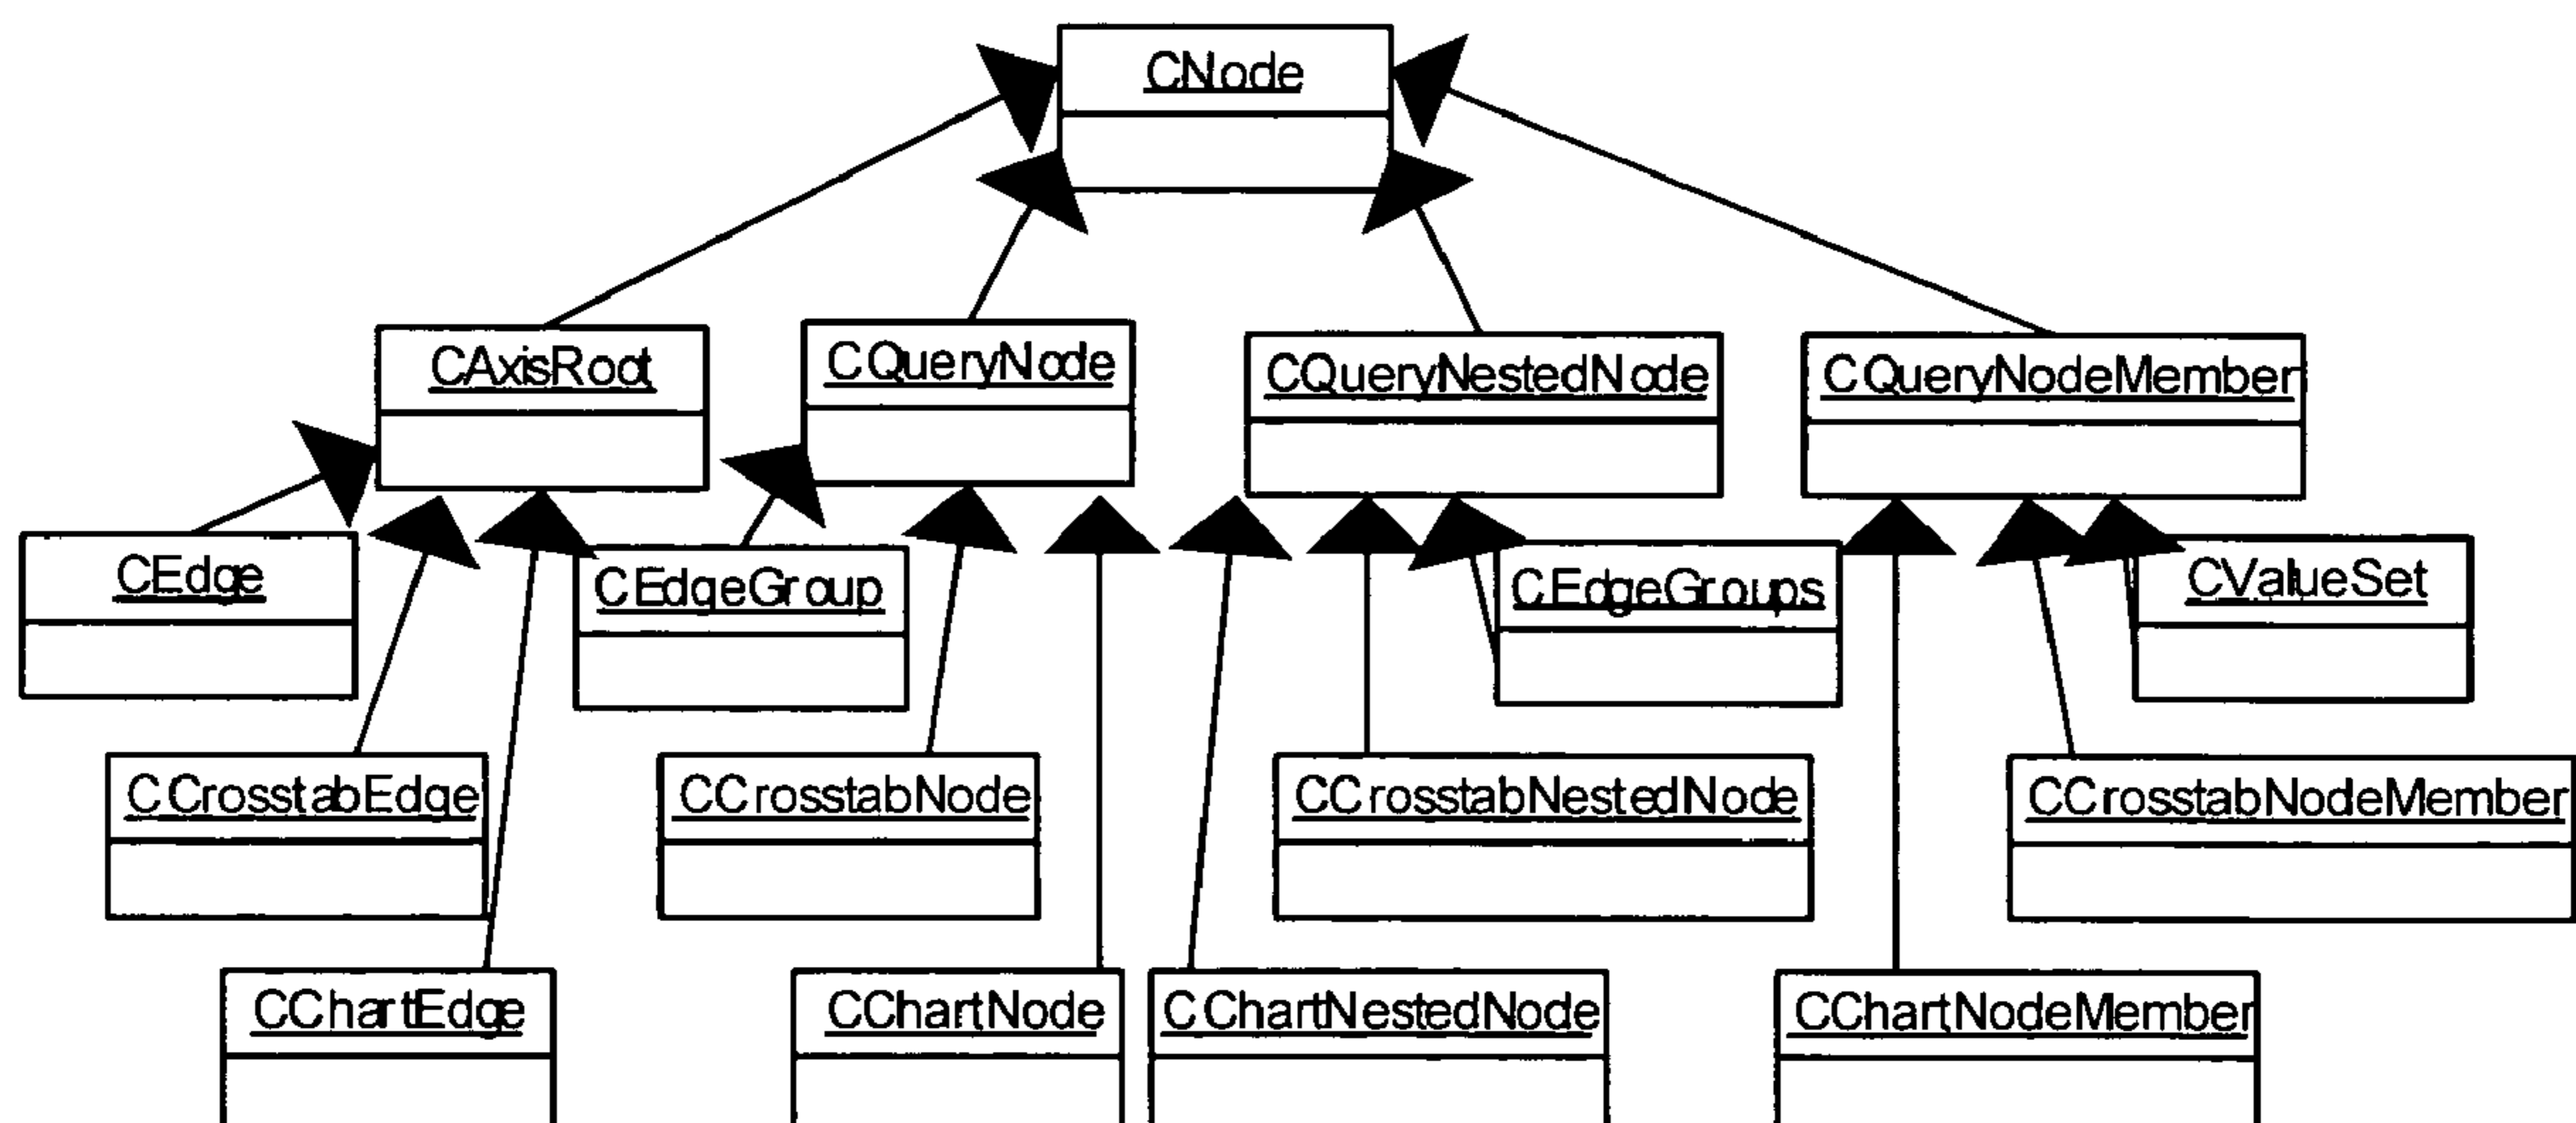 CNode
CAxisRoot
CQueryNode
CQueryNestedNode
CQueryNodeMember
CEdge
CEdgeGroup
CEdgeGroups
CValueSet
CCrosstabEdge
CCrosstabNode
CCrosstabNestedNode
CCrosstabNodeMember
CChartEdge
CChartNode
CChartNestedNode
CChartNodeMember